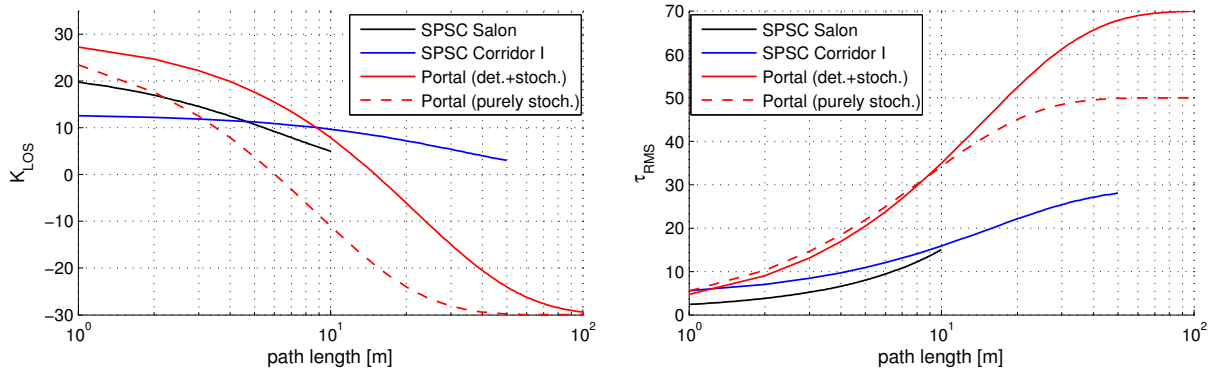 30
20
10
0
−10
−20
−30
K_LOS
10^0
10^1
10^2
path length [m]
SPSC Salon
SPSC Corridor I
Portal (det.+stoch.)
Portal (purely stoch.)
70
60
50
40
30
20
10
0
τ_RMS
10^0
10^1
10^2
path length [m]
SPSC Salon
SPSC Corridor I
Portal (det.+stoch.)
Portal (purely stoch.)